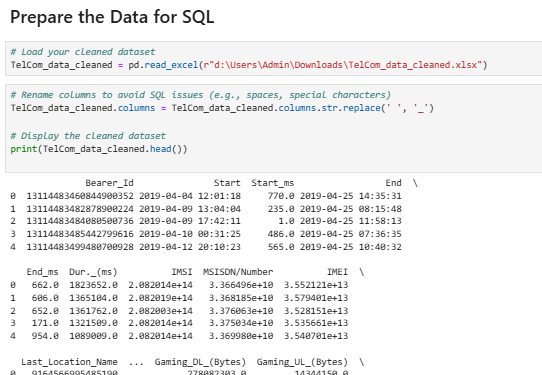 Prepare the Data for SQL
# Load your cleaned dataset
TelCom_data_cleaned = pd.read_excel(r"d:\Users\Admin\Downloads\TelCom_data_cleaned.xlsx")
# Rename columns to avoid SQL issues (e.g., spaces, special characters)
TelCom_data_cleaned.columns = TelCom_data_cleaned.columns.str.replace(' ', '_')
# Display the cleaned dataset
print(TelCom_data_cleaned.head())
Bearer_Id Start Start_ms End \
0 13114483460844900352 2019-04-04 12:01:18 770.0 2019-04-25 14:35:31
1 13114483482878900224 2019-04-09 13:04:04 235.0 2019-04-25 08:15:48
2 13114483484080500736 2019-04-09 17:42:11 1.0 2019-04-25 11:58:13
3 13114483485442799616 2019-04-10 00:31:25 486.0 2019-04-25 07:36:35
4 13114483499480700928 2019-04-12 20:10:23 565.0 2019-04-25 10:40:32
End_ms Dur._(ms) IMSI MSISDN/Number IMEI \
0 662.0 1823652.0 2.082014e+14 3.366496e+10 3.552121e+13
1 606.0 1365104.0 2.082019e+14 3.368185e+10 3.579401e+13
2 652.0 1361762.0 2.082003e+14 3.376063e+10 3.528151e+13
3 171.0 1321509.0 2.082014e+14 3.375034e+10 3.535661e+13
4 954.0 1089009.0 2.082014e+14 3.369980e+10 3.540701e+13
Last_Location_Name ... Gaming_DL_(Bytes) Gaming_UL_(Bytes) \
0 9164566995485190 278082303.0 14344150.0